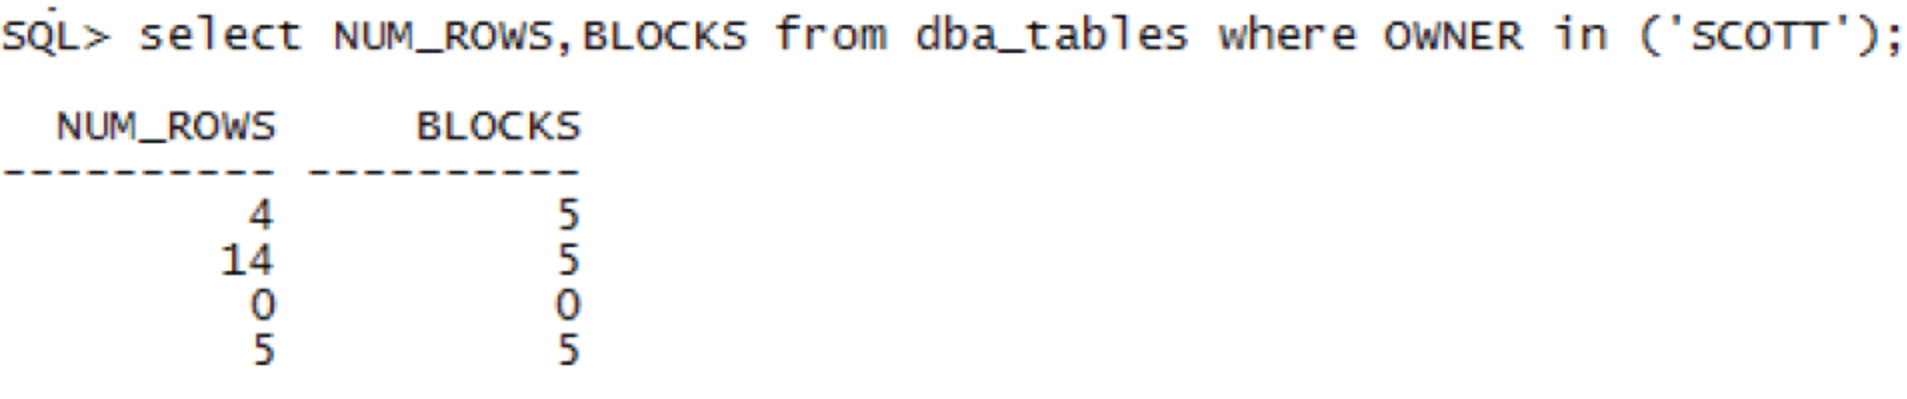 SQL> select NUM_ROWS,BLOCKS from dba_tables where OWNER in ('SCOTT');
NUM_ROWS BLOCKS
---------- ----------
4 5
14 5
0 0
5 5